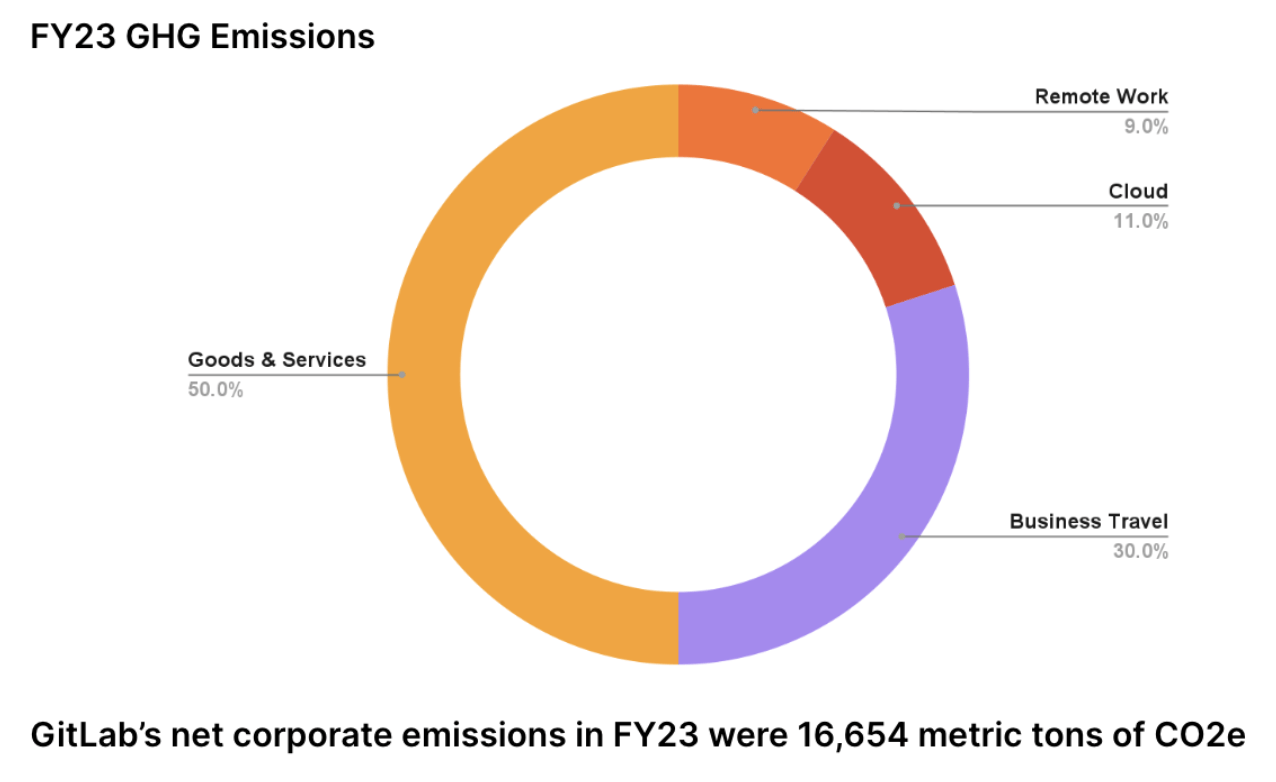 FY23 GHG Emissions
Remote Work
9.0%
Cloud
11.0%
Goods & Services
50.0%
Business Travel
30.0%
GitLab’s net corporate emissions in FY23 were 16,654 metric tons of CO2e